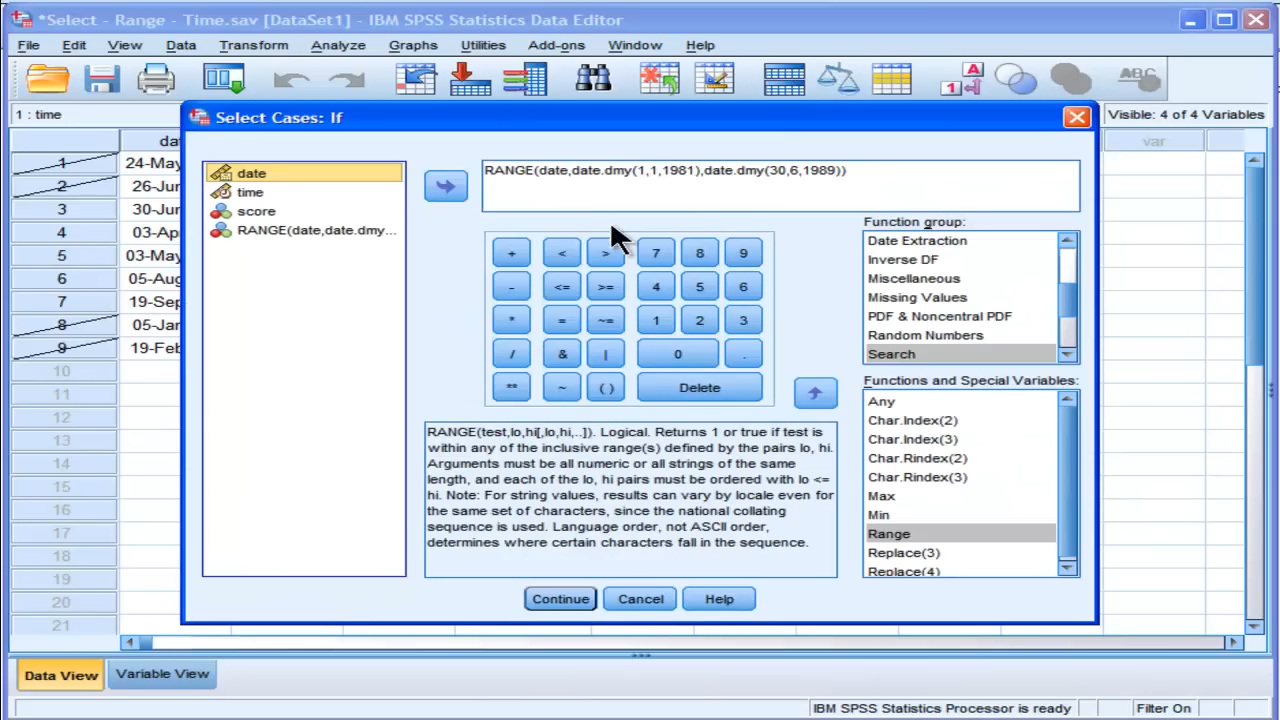 *Select - Range - Time.sav [DataSet1] - IBM SPSS Statistics Data Editor
File Edit View Data Transform Analyze Graphs Utilities Add-ons Window Help
1 : time
Visible: 4 of 4 Variables
Select Cases: If
date
time
score
RANGE(date,date.dmy...
RANGE(date,date.dmy(1,1,1981),date.dmy(30,6,1989))
+ < > 7 8 9
- <= >= 4 5 6
* = ~= 1 2 3
/ & | 0 .
** ~ ( ) Delete
Function group:
Date Extraction
Inverse DF
Miscellaneous
Missing Values
PDF & Noncentral PDF
Random Numbers
Search
Functions and Special Variables:
Any
Char.Index(2)
Char.Index(3)
Char.Rindex(2)
Char.Rindex(3)
Max
Min
Range
Replace(3)
Replace(4)
RANGE(test,lo,hi[,lo,hi,..]). Logical. Returns 1 or true if test is
within any of the inclusive range(s) defined by the pairs lo, hi.
Arguments must be all numeric or all strings of the same
length, and each of the lo, hi pairs must be ordered with lo <=
hi. Note: For string values, results can vary by locale even for
the same set of characters, since the national collating
sequence is used. Language order, not ASCII order,
determines where certain characters fall in the sequence.
Continue Cancel Help
da
var
1 24-May
2 26-Jun
3 30-Jun
4 03-Ap
5 03-May
6 05-Aug
7 19-Sep
8 05-Jan
9 19-Feb
10
11
12
13
14
15
16
17
18
19
20
21
Data View Variable View
IBM SPSS Statistics Processor is ready
Filter On